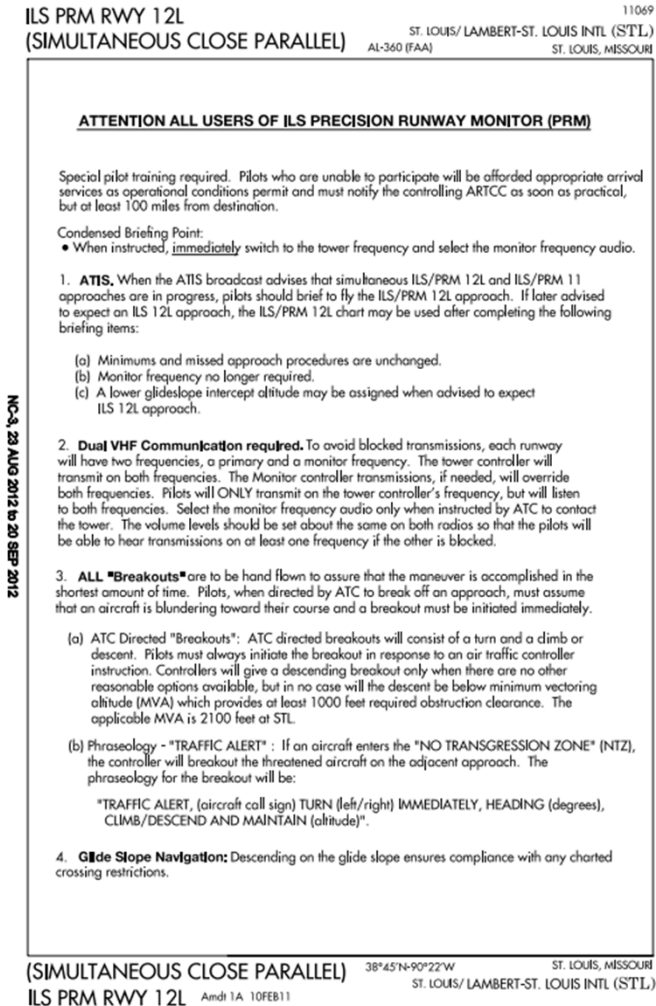 ILS PRM RWY 12L
(SIMULTANEOUS CLOSE PARALLEL)
AL-360 (FAA)
11069
ST. LOUIS/ LAMBERT-ST. LOUIS INTL (STL)
ST. LOUIS, MISSOURI
ATTENTION ALL USERS OF ILS PRECISION RUNWAY MONITOR (PRM)
Special pilot training required. Pilots who are unable to participate will be afforded appropriate arrival
services as operational conditions permit and must notify the controlling ARTCC as soon as practical,
but at least 100 miles from destination.
Condensed Briefing Point:
• When instructed, immediately switch to the tower frequency and select the monitor frequency audio.
1. ATIS. When the ATIS broadcast advises that simultaneous ILS/PRM 12L and ILS/PRM 11
approaches are in progress, pilots should brief to fly the ILS/PRM 12L approach. If later advised
to expect an ILS 12L approach, the ILS/PRM 12L chart may be used after completing the following
briefing items:
(a) Minimums and missed approach procedures are unchanged.
(b) Monitor frequency no longer required.
(c) A lower glideslope intercept altitude may be assigned when advised to expect
ILS 12L approach.
2. Dual VHF Communication required. To avoid blocked transmissions, each runway
will have two frequencies, a primary and a monitor frequency. The tower controller will
transmit on both frequencies. The Monitor controller transmissions, if needed, will override
both frequencies. Pilots will ONLY transmit on the tower controller's frequency, but will listen
to both frequencies. Select the monitor frequency audio only when instructed by ATC to contact
the tower. The volume levels should be set about the same on both radios so that the pilots will
be able to hear transmissions on at least one frequency if the other is blocked.
3. ALL "Breakouts" are to be hand flown to assure that the maneuver is accomplished in the
shortest amount of time. Pilots, when directed by ATC to break off an approach, must assume
that an aircraft is blundering toward their course and a breakout must be initiated immediately.
(a) ATC Directed "Breakouts": ATC directed breakouts will consist of a turn and a climb or
descent. Pilots must always initiate the breakout in response to an air traffic controller
instruction. Controllers will give a descending breakout only when there are no other
reasonable options available, but in no case will the descent be below minimum vectoring
altitude (MVA) which provides at least 1000 feet required obstruction clearance. The
applicable MVA is 2100 feet at STL.
(b) Phraseology - "TRAFFIC ALERT" : If an aircraft enters the "NO TRANSGRESSION ZONE" (NTZ),
the controller will breakout the threatened aircraft on the adjacent approach. The
phraseology for the breakout will be:
"TRAFFIC ALERT, (aircraft call sign) TURN (left/right) IMMEDIATELY, HEADING (degrees),
CLIMB/DESCEND AND MAINTAIN (altitude)".
4. Glide Slope Navigation: Descending on the glide slope ensures compliance with any charted
crossing restrictions.
NC-3, 23 AUG 2012 to 20 SEP 2012
(SIMULTANEOUS CLOSE PARALLEL)
ILS PRM RWY 12L
Amdt 1A 10FEB11
38°45'N-90°22'W
ST. LOUIS, MISSOURI
ST. LOUIS/ LAMBERT-ST. LOUIS INTL (STL)